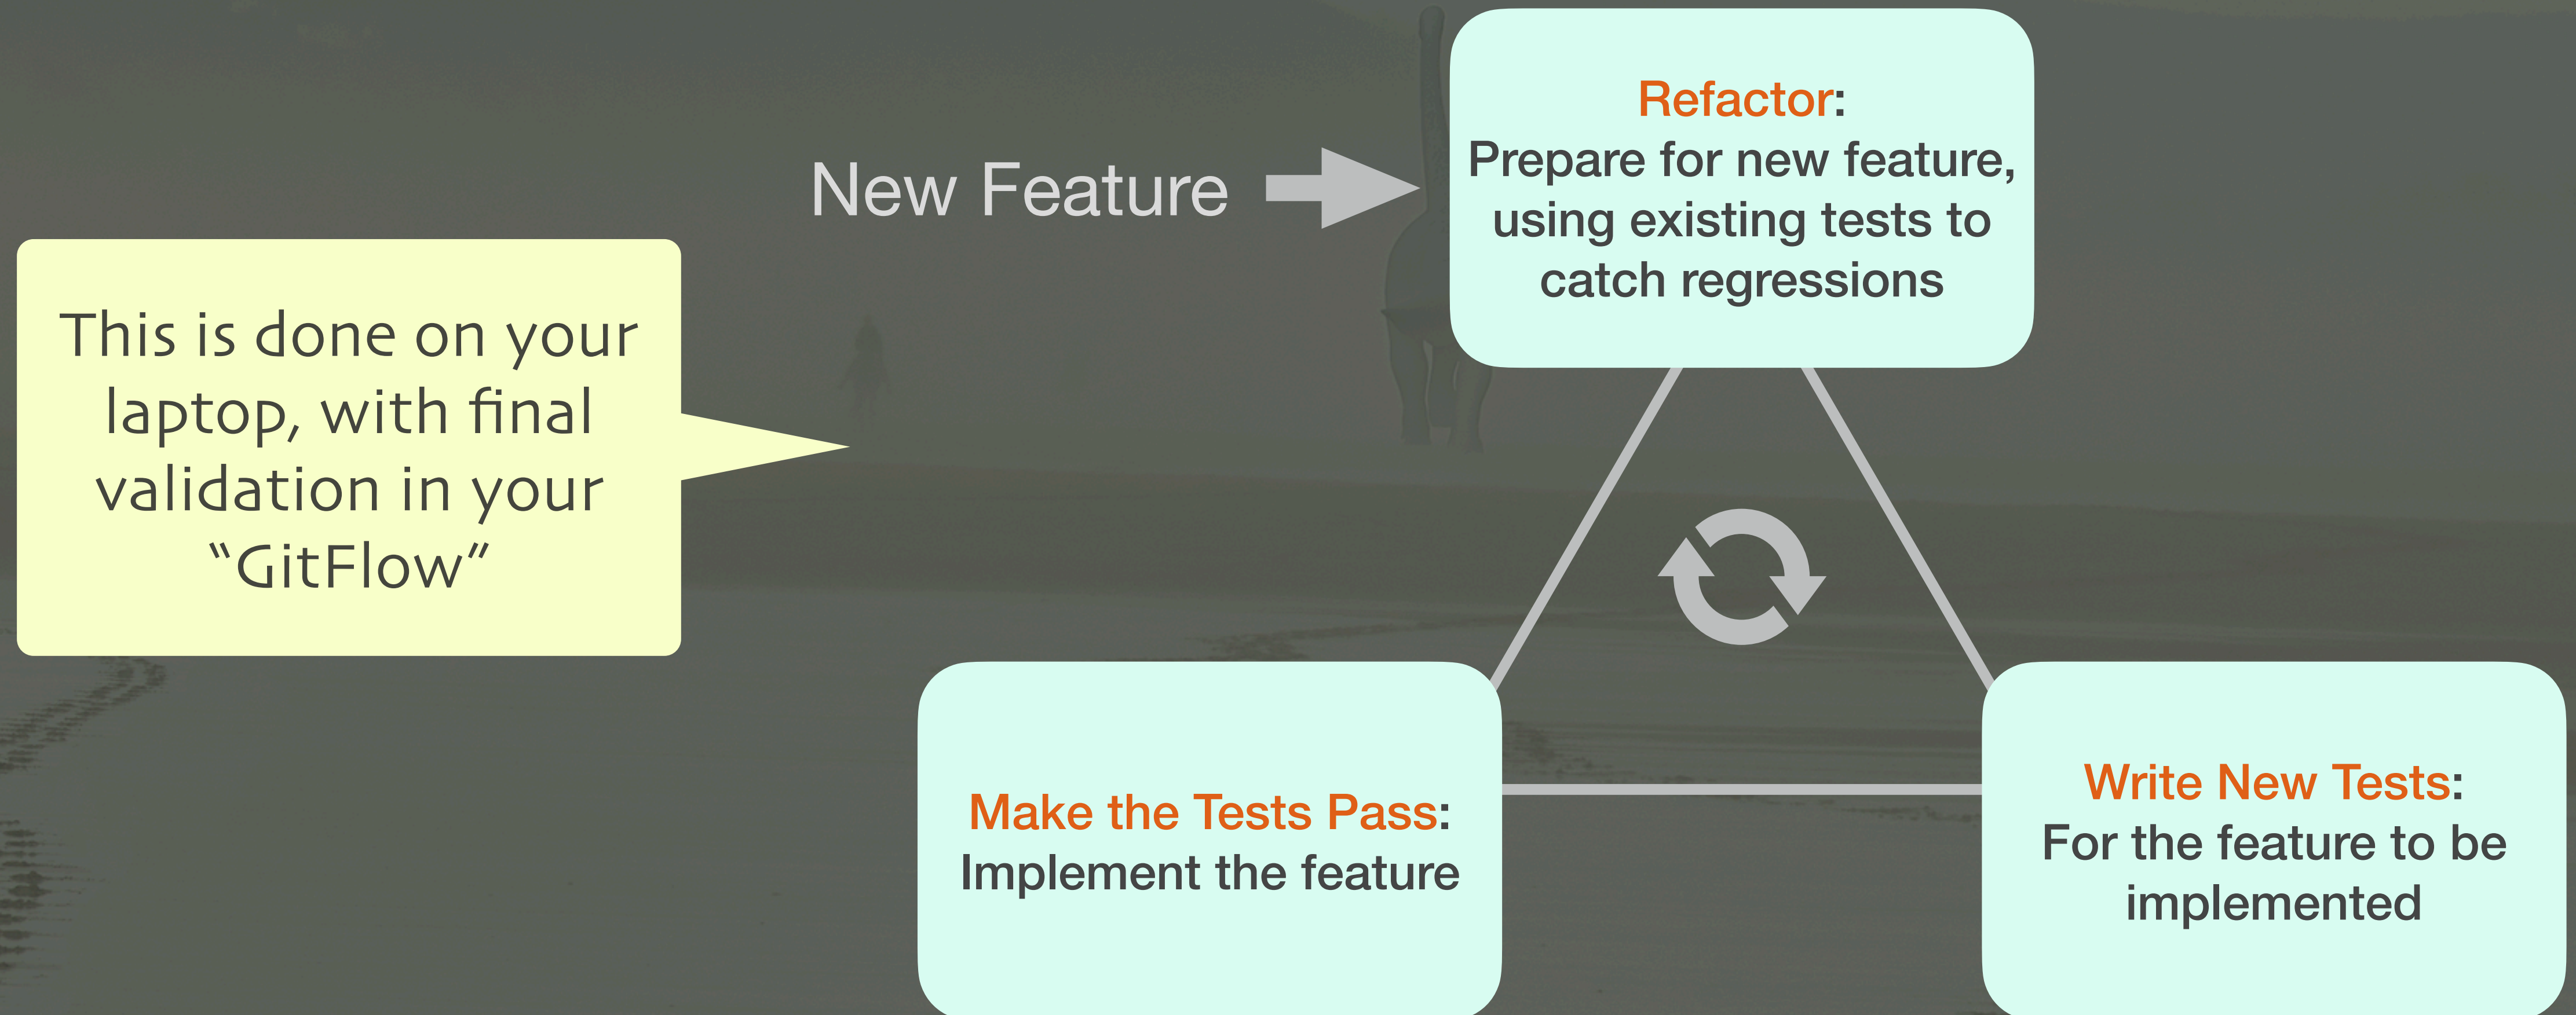 New Feature
Refactor:
Prepare for new feature,
using existing tests to
catch regressions
This is done on your
laptop, with final
validation in your
“GitFlow”
Make the Tests Pass:
Implement the feature
Write New Tests:
For the feature to be
implemented